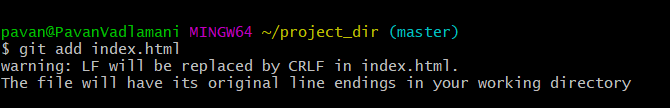 pavan@PavanVadlamani MINGW64 ~/project_dir (master)
$ git add index.html
warning: LF will be replaced by CRLF in index.html.
The file will have its original line endings in your working directory